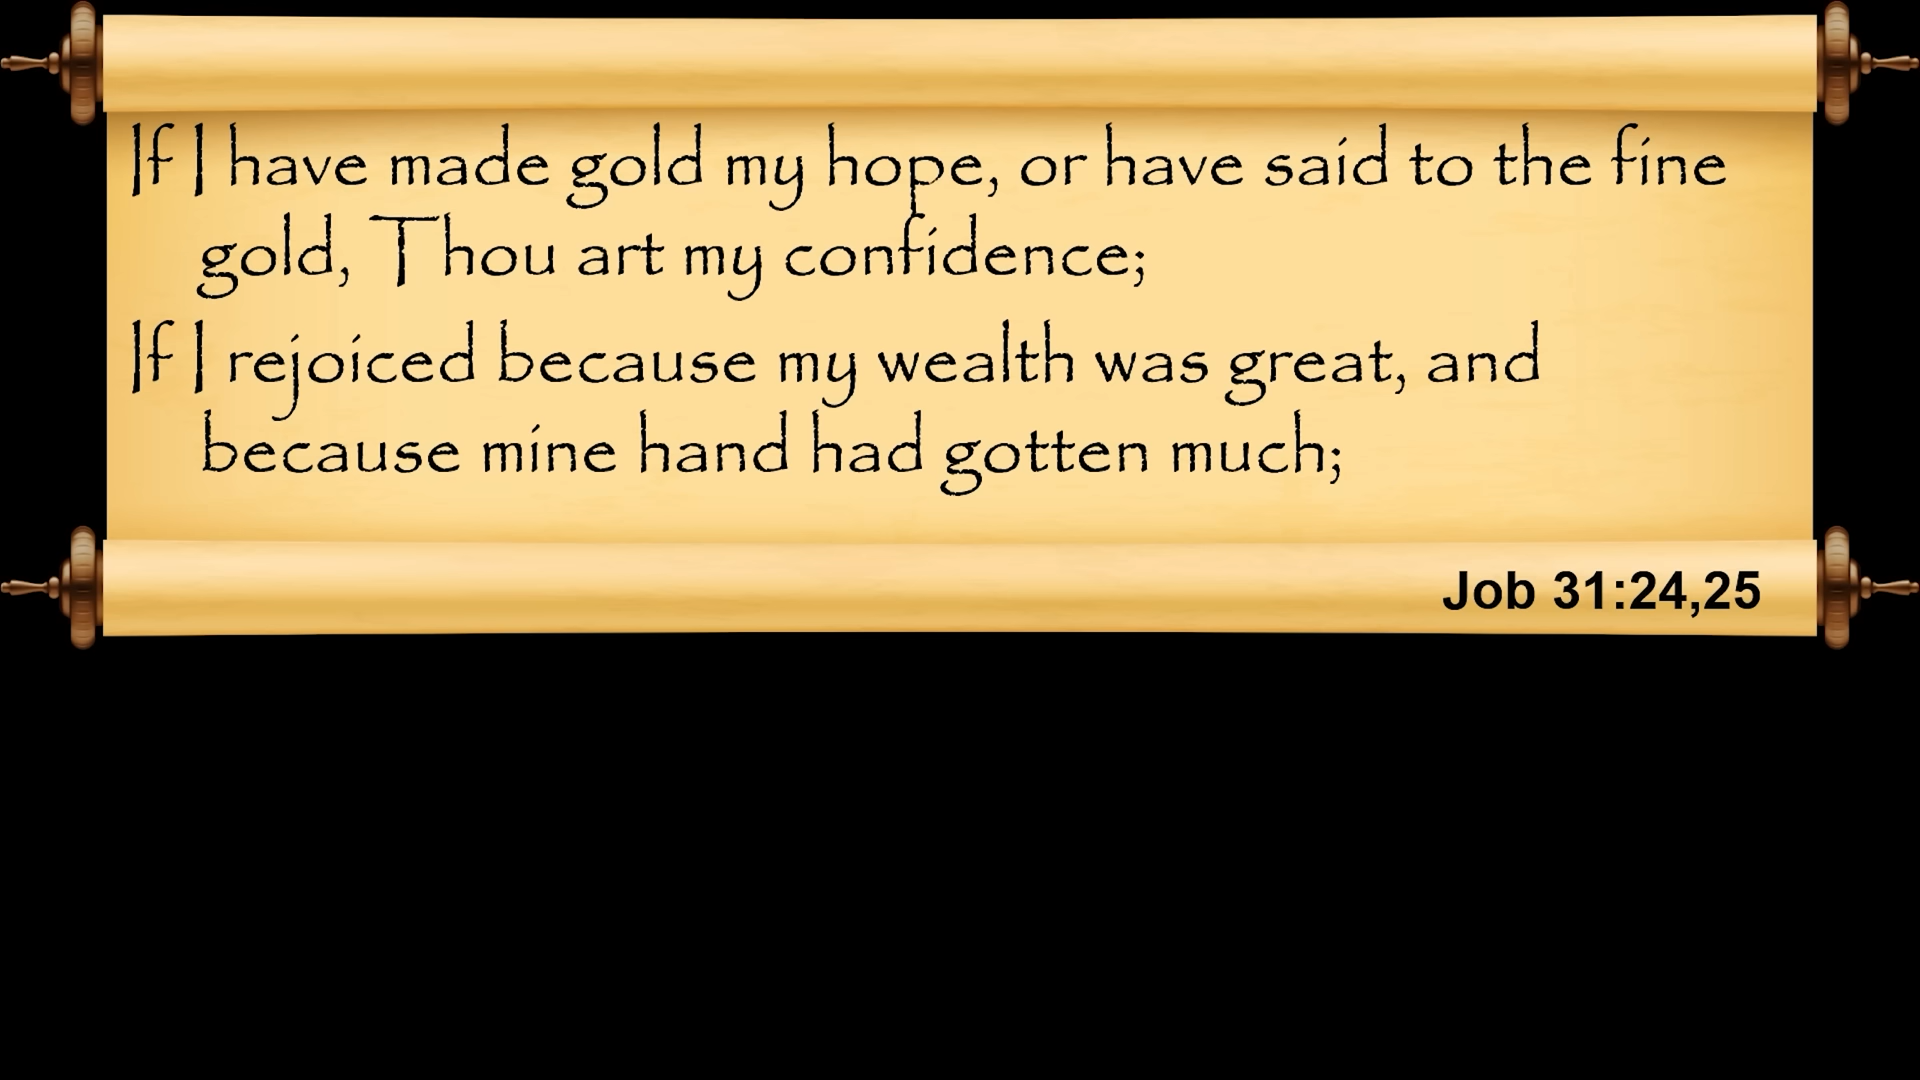 If I have made gold my hope, or have said to the fine
gold, Thou art my confidence;
If I rejoiced because my wealth was great, and
because mine hand had gotten much;
Job 31:24,25